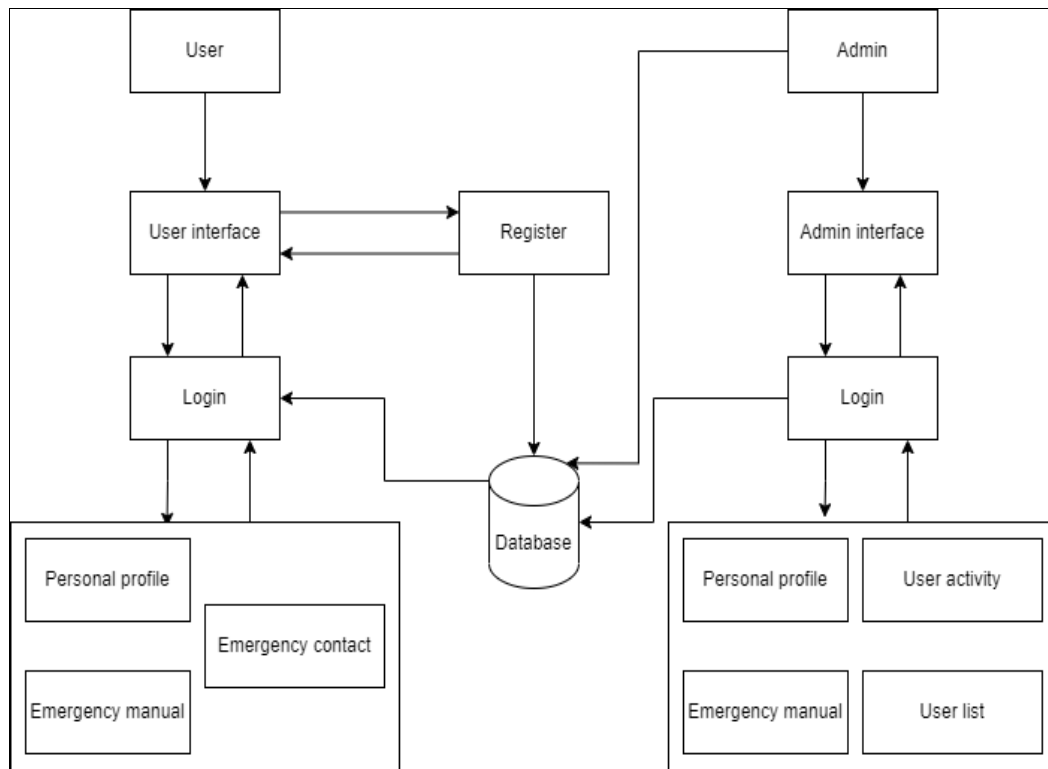 User
Admin
User interface
Register
Admin interface
Login
Login
Database
Personal profile
Emergency contact
Emergency manual
Personal profile
User activity
Emergency manual
User list